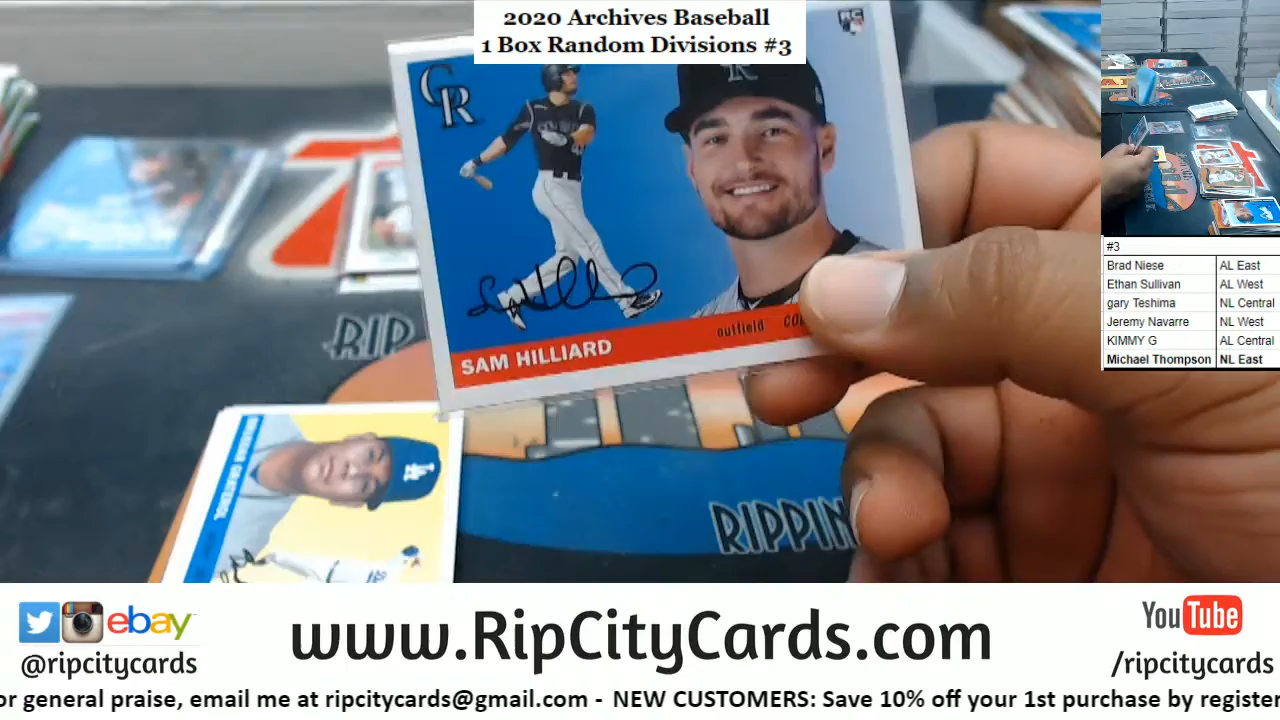 2020 Archives Baseball
1 Box Random Divisions #3
RC
CR
SAM HILLIARD
outfield
RIP
RIPPIN
LA
#3
Brad Niese AL East
Ethan Sullivan AL West
gary Teshima NL Central
Jeremy Navarre NL West
KIMMY G AL Central
Michael Thompson NL East
ebay
@ripcitycards
www.RipCityCards.com
YouTube
/ripcitycards
or general praise, email me at ripcitycards@gmail.com - NEW CUSTOMERS: Save 10% off your 1st purchase by register